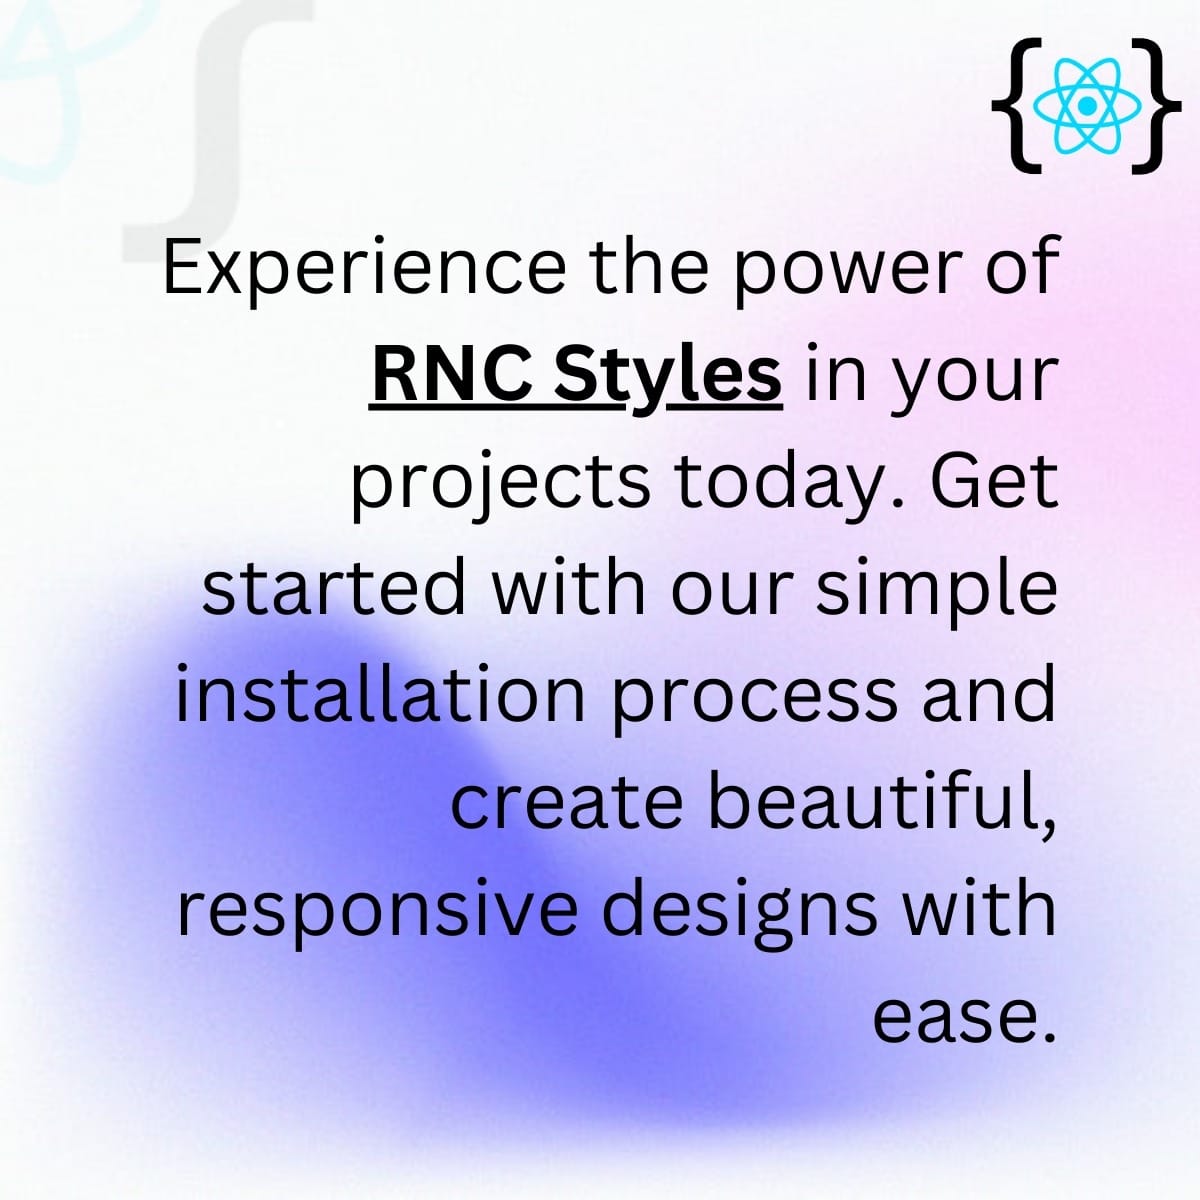 Experience the power of
RNC Styles in your
projects today. Get
started with our simple
installation process and
create beautiful,
responsive designs with
ease.